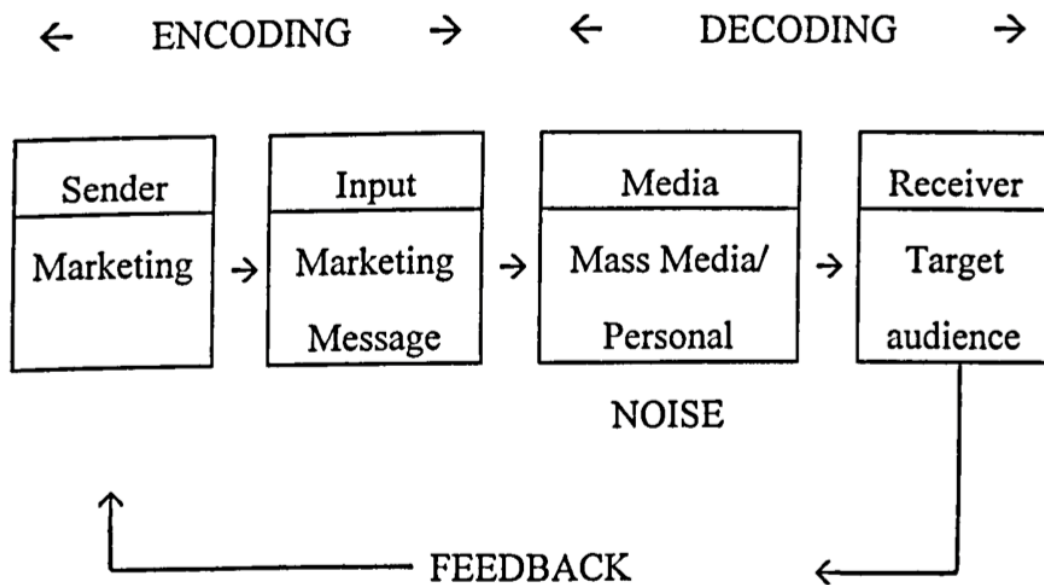 ← ENCODING → ← DECODING →
Sender Input Media Receiver
Marketing → Marketing → Mass Media/ → Target
Message Personal audience
NOISE
FEEDBACK ←